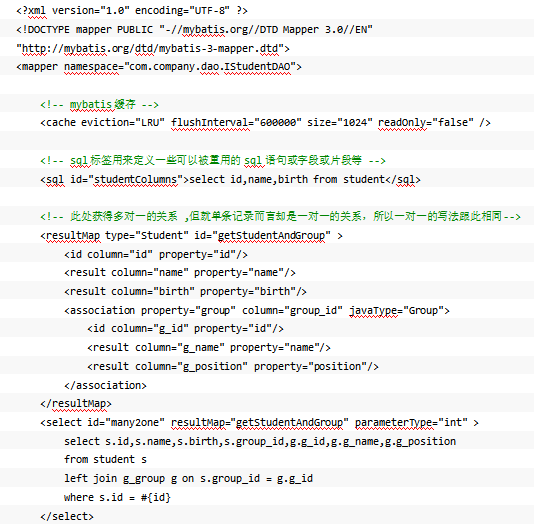 <?xml version="1.0" encoding="UTF-8" ?>
<!DOCTYPE mapper PUBLIC "-//mybatis.org//DTD Mapper 3.0//EN"
"http://mybatis.org/dtd/mybatis-3-mapper.dtd">
<mapper namespace="com.company.dao.IStudentDAO">
<!-- mybatis缓存 -->
<cache eviction="LRU" flushInterval="600000" size="1024" readOnly="false" />
<!-- sql标签用来定义一些可以被重用的sql语句或字段或片段等 -->
<sql id="studentColumns">select id,name,birth from student</sql>
<!-- 此处获得多对一的关系 ,但就单条记录而言却是一对一的关系，所以一对一的写法跟此相同-->
<resultMap type="Student" id="getStudentAndGroup" >
<id column="id" property="id"/>
<result column="name" property="name"/>
<result column="birth" property="birth"/>
<association property="group" column="group_id" javaType="Group">
<id column="g_id" property="id"/>
<result column="g_name" property="name"/>
<result column="g_position" property="position"/>
</association>
</resultMap>
<select id="many2one" resultMap="getStudentAndGroup" parameterType="int" >
select s.id,s.name,s.birth,s.group_id,g.g_id,g.g_name,g.g_position
from student s
left join g_group g on s.group_id = g.g_id
where s.id = #{id}
</select>